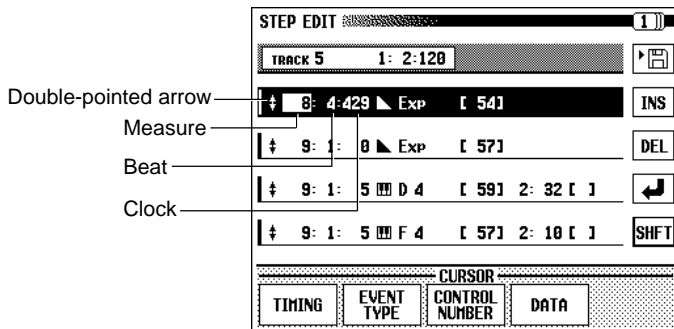 STEP EDIT 1
TRACK 5 1: 2:120
Double-pointed arrow
8: 4:429 Exp [ 54] INS
Measure
9: 1: 0 Exp [ 57] DEL
Beat
9: 1: 5 D 4 [ 59] 2: 32 [ ]
Clock
9: 1: 5 F 4 [ 57] 2: 10 [ ] SHFT
CURSOR
TIMING EVENT TYPE CONTROL NUMBER DATA